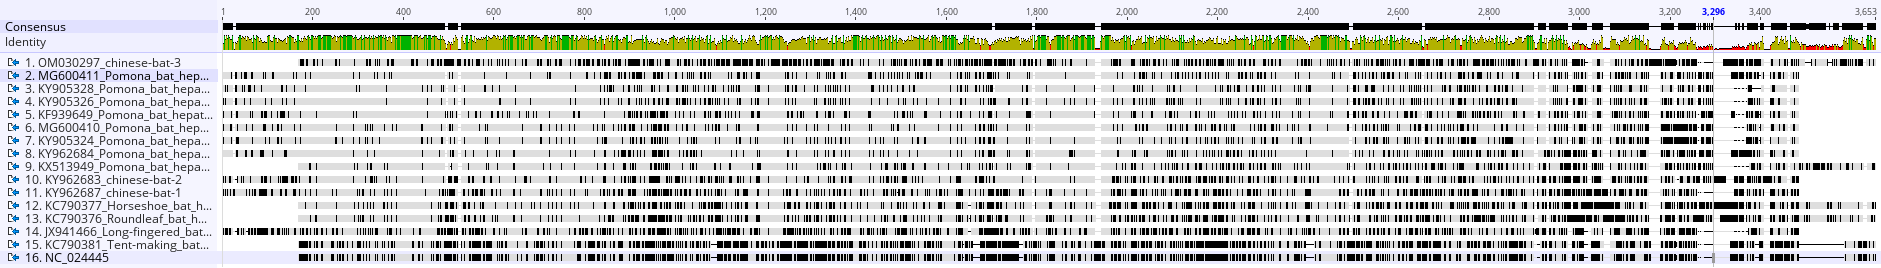 1 200 400 600 800 1,000 1,200 1,400 1,600 1,800 2,000 2,200 2,400 2,600 2,800 3,000 3,200 3,296 3,400 3,653
Consensus
Identity
1. OM030297_chinese-bat-3
2. MG600411_Pomona_bat_hep...
3. KY905328_Pomona_bat_hepa...
4. KY905326_Pomona_bat_hepa...
5. KF939649_Pomona_bat_hepat...
6. MG600410_Pomona_bat_hep...
7. KY905324_Pomona_bat_hepa...
8. KY962684_Pomona_bat_hepa...
9. KX513949_Pomona_bat_hepa...
10. KY962683_chinese-bat-2
11. KY962687_chinese-bat-1
12. KC790377_Horseshoe_bat_h...
13. KC790376_Roundleaf_bat_h...
14. JX941466_Long-fingered_bat...
15. KC790381_Tent-making_bat...
16. NC_024445